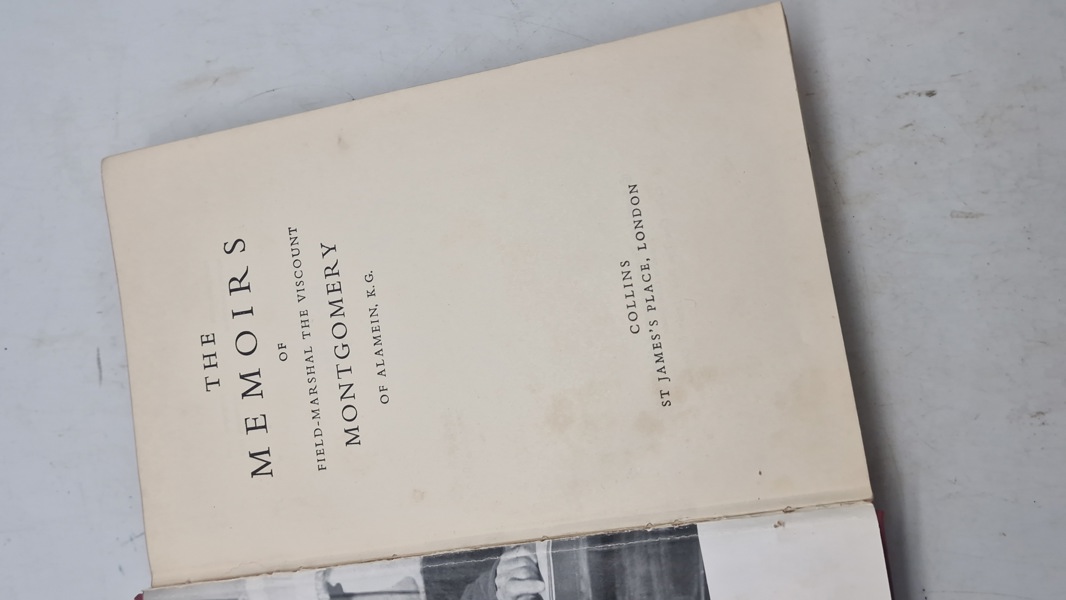 THE
MEMOIRS
OF
FIELD-MARSHAL THE VISCOUNT
MONTGOMERY
OF ALAMEIN, K.G.
COLLINS
ST JAMES'S PLACE, LONDON